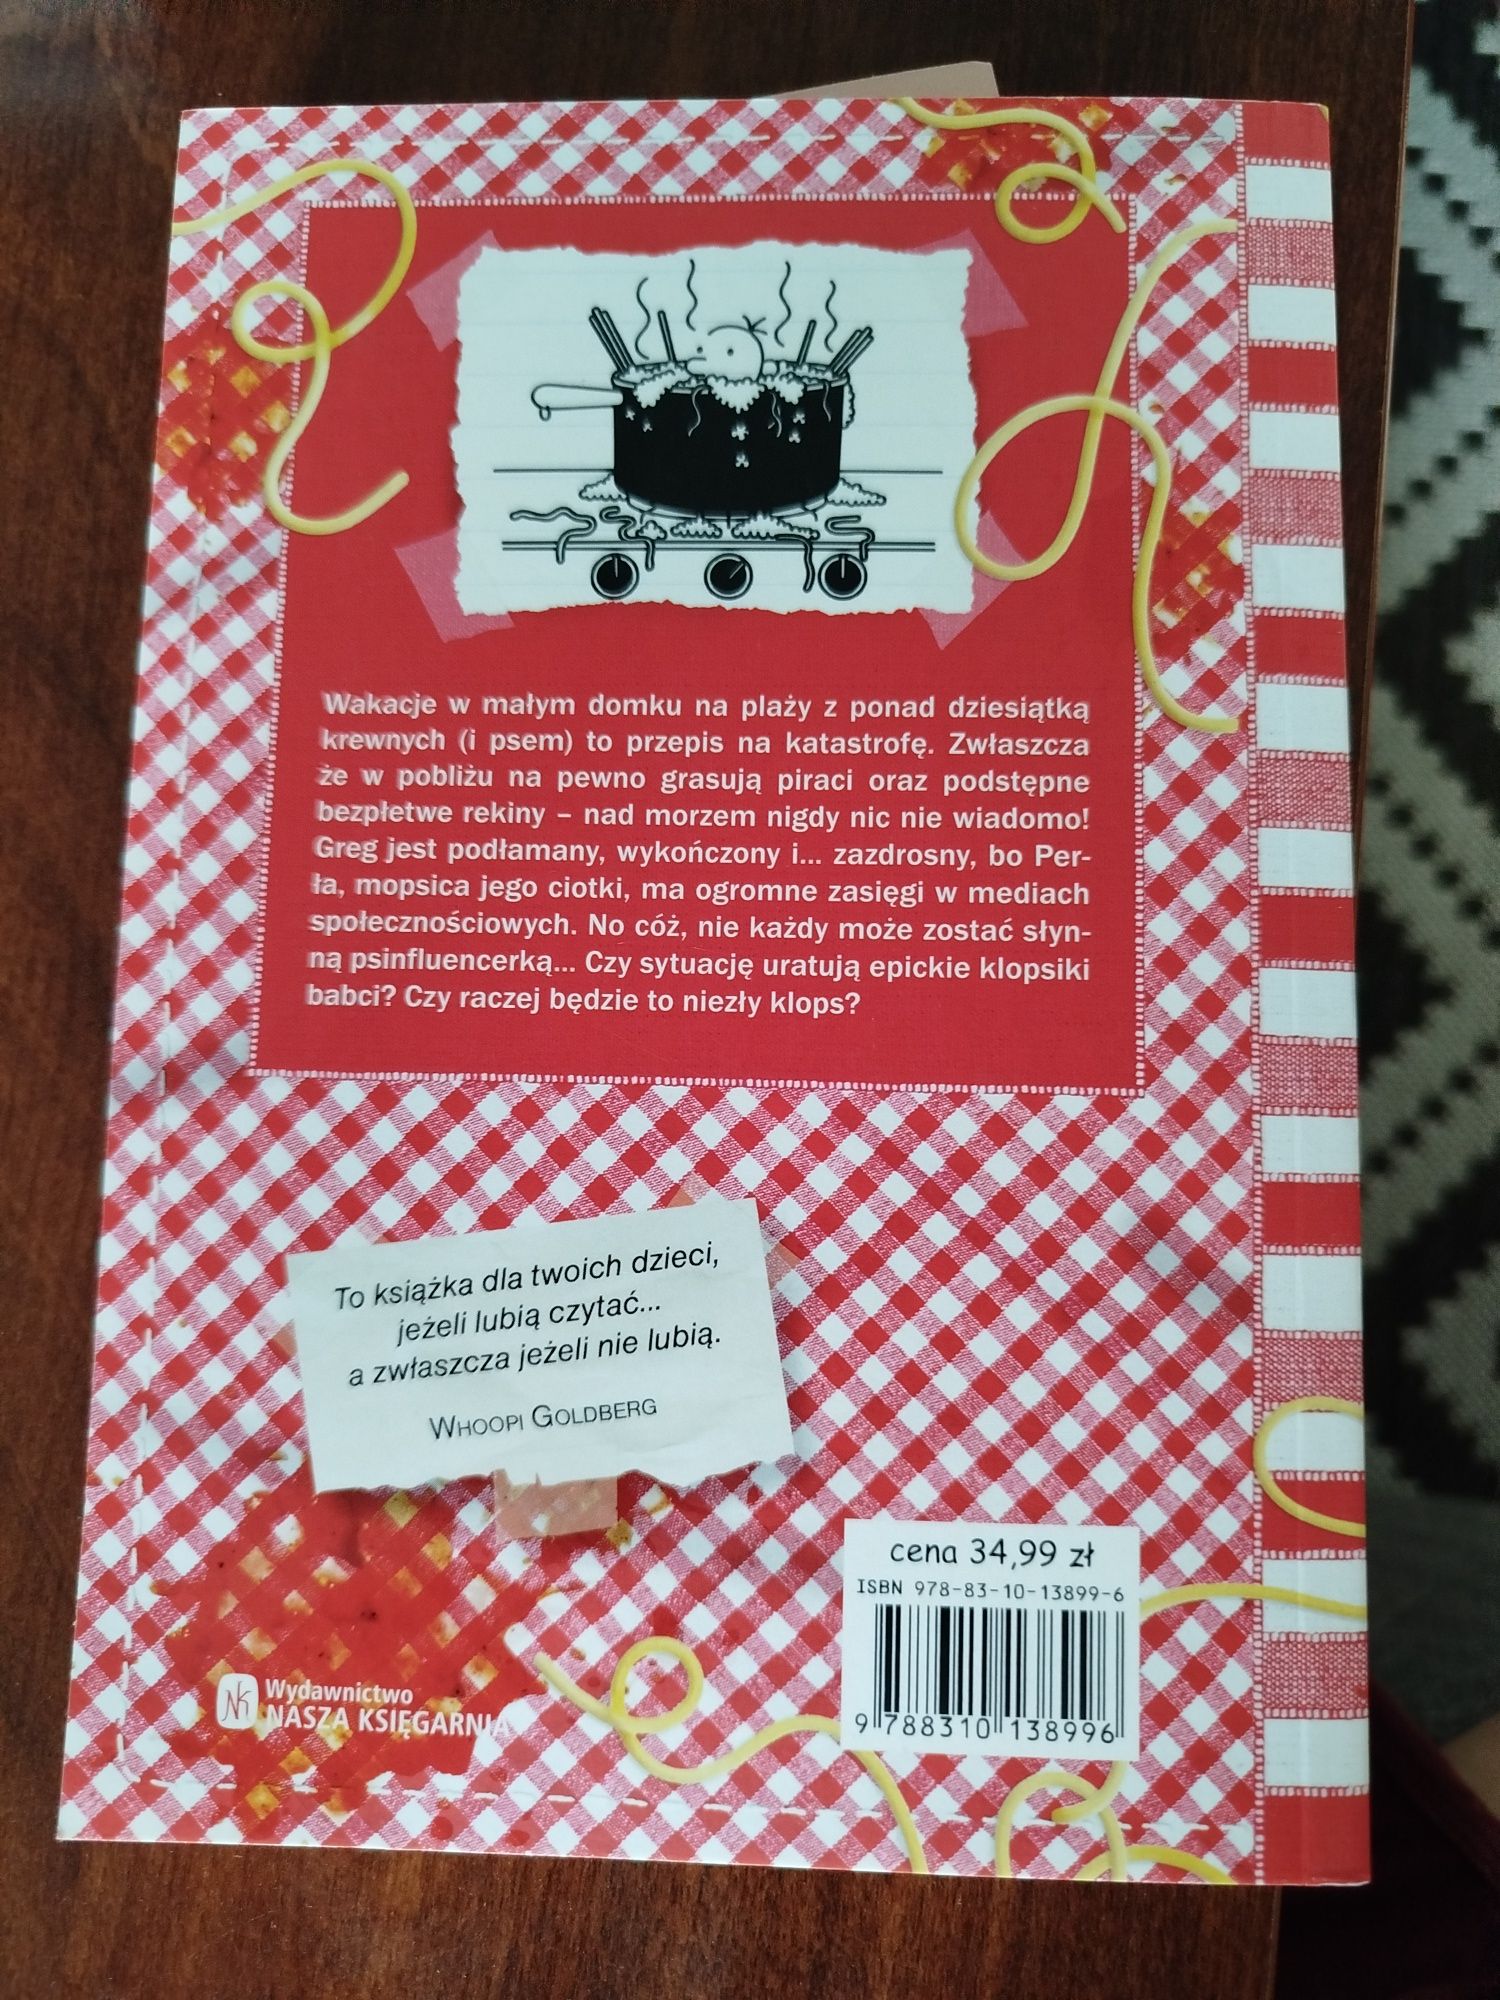 Wakacje w małym domku na plaży z ponad dziesiątką
krewnych (i psem) to przepis na katastrofę. Zwłaszcza
że w pobliżu na pewno grasują piraci oraz podstępne
bezpłetwe rekiny – nad morzem nigdy nic nie wiadomo!
Greg jest podłamany, wykończony i... zazdrosny, bo Per-
ła, mopsica jego ciotki, ma ogromne zasięgi w mediach
społecznościowych. No cóż, nie każdy może zostać słyn-
ną psinfluencerką... Czy sytuację uratują epickie klopsiki
babci? Czy raczej będzie to niezły klops?
To książka dla twoich dzieci,
jeżeli lubią czytać...
a zwłaszcza jeżeli nie lubią.
WHOOPI GOLDBERG
cena 34,99 zł
ISBN 978-83-10-13899-6
9 788310 138996
NK
Wydawnictwo
NASZA KSIĘGARNIA